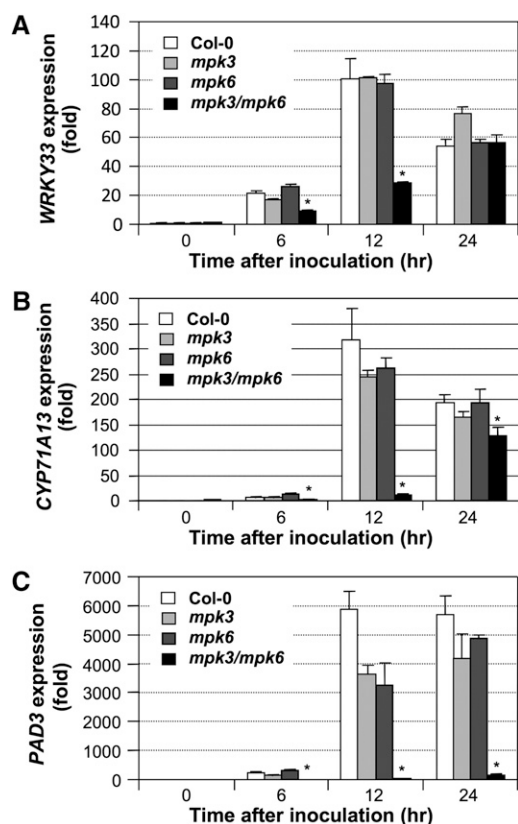 A
WRKY33 expression
(fold)
140
120
100
80
60
40
20
0
Col-0
mpk3
mpk6
mpk3/mpk6
*
*
0 6 12 24
Time after inoculation (hr)
B
CYP71A13 expression
(fold)
400
350
300
250
200
150
100
50
0
Col-0
mpk3
mpk6
mpk3/mpk6
*
*
*
0 6 12 24
Time after inoculation (hr)
C
PAD3 expression
(fold)
7000
6000
5000
4000
3000
2000
1000
0
Col-0
mpk3
mpk6
mpk3/mpk6
*
*
*
0 6 12 24
Time after inoculation (hr)